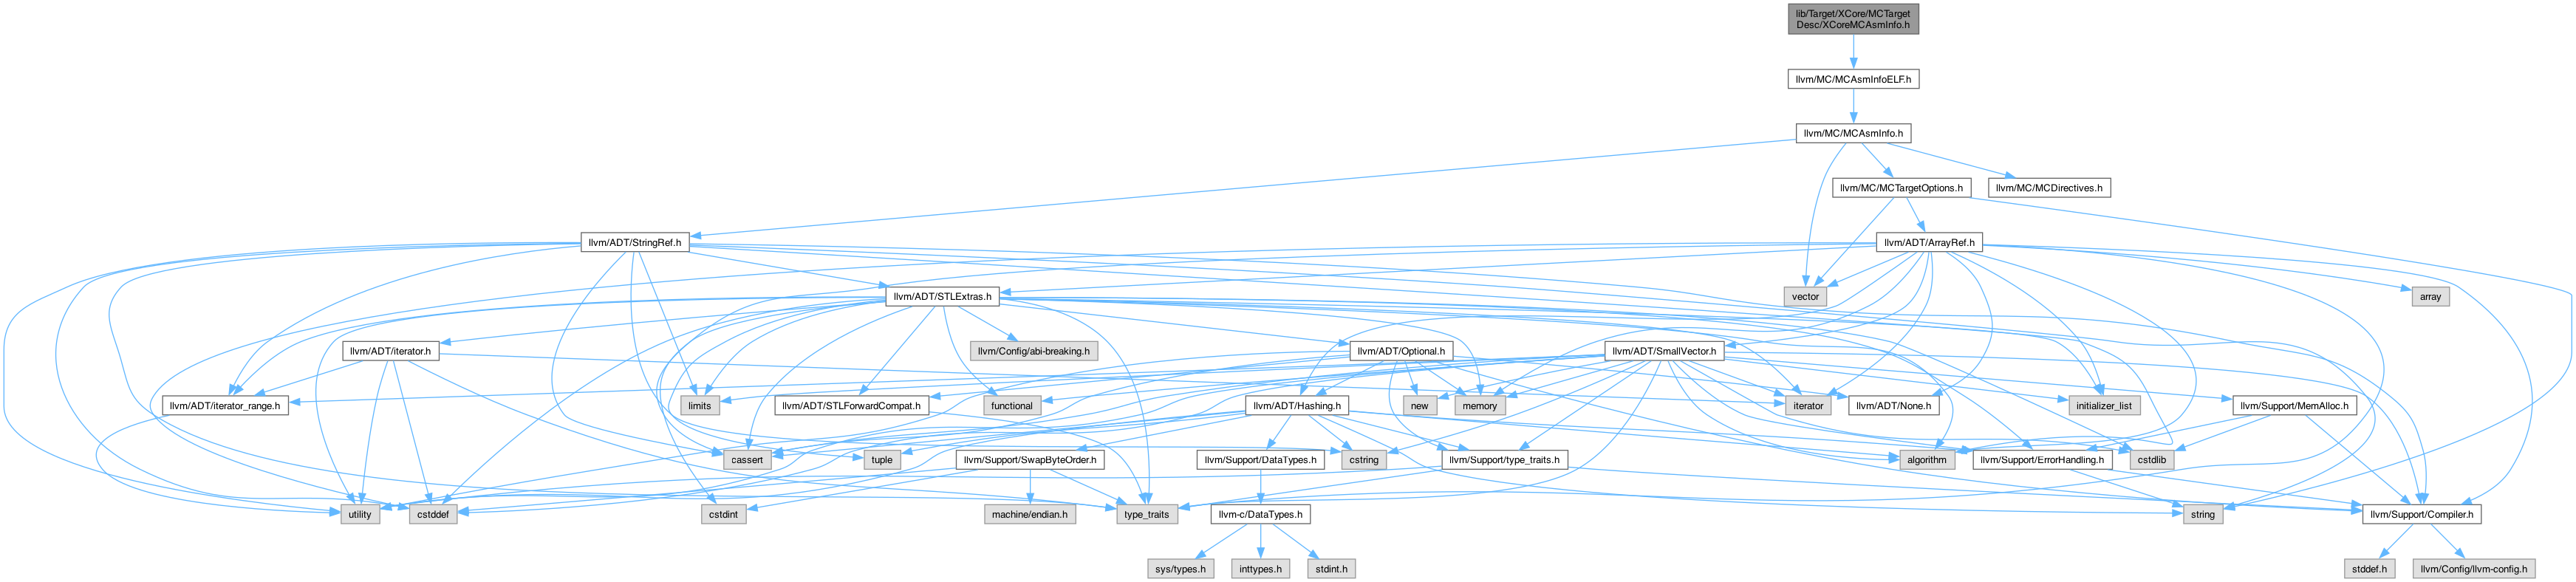 lib/Target/XCore/MCTarget
Desc/XCoreMCAsmInfo.h
llvm/MC/MCAsmInfoELF.h
llvm/MC/MCAsmInfo.h
llvm/MC/MCTargetOptions.h
llvm/MC/MCDirectives.h
llvm/ADT/StringRef.h
llvm/ADT/ArrayRef.h
llvm/ADT/STLExtras.h
vector
array
llvm/ADT/iterator.h
llvm/Config/abi-breaking.h
llvm/ADT/Optional.h
llvm/ADT/SmallVector.h
llvm/ADT/iterator_range.h
limits
llvm/ADT/STLForwardCompat.h
functional
llvm/ADT/Hashing.h
new
memory
iterator
llvm/ADT/None.h
initializer_list
llvm/Support/MemAlloc.h
cassert
tuple
llvm/Support/SwapByteOrder.h
llvm/Support/DataTypes.h
cstring
llvm/Support/type_traits.h
algorithm
llvm/Support/ErrorHandling.h
cstdlib
utility
cstddef
cstdint
machine/endian.h
type_traits
llvm-c/DataTypes.h
string
llvm/Support/Compiler.h
sys/types.h
inttypes.h
stdint.h
stddef.h
llvm/Config/llvm-config.h